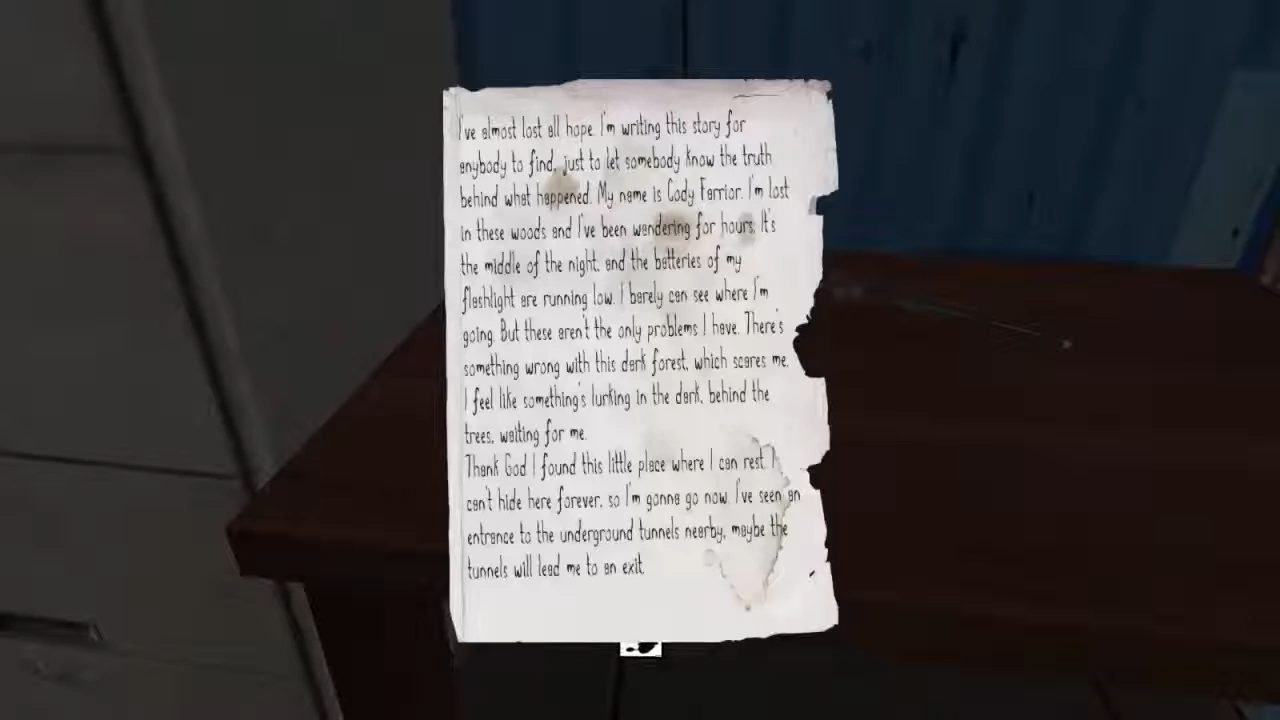 I've almost lost all hope. I'm writing this story for
anybody to find, just to let somebody know the truth
behind what happened. My name is Cody Farrior. I'm lost
in these woods and I've been wandering for hours. It's
the middle of the night, and the batteries of my
flashlight are running low. I barely can see where I'm
going. But these aren't the only problems I have. There's
something wrong with this dark forest, which scares me.
I feel like something's lurking in the dark, behind the
trees, waiting for me.
Thank God I found this little place where I can rest. I
can't hide here forever, so I'm gonna go now. I've seen an
entrance to the underground tunnels nearby, maybe the
tunnels will lead me to an exit.